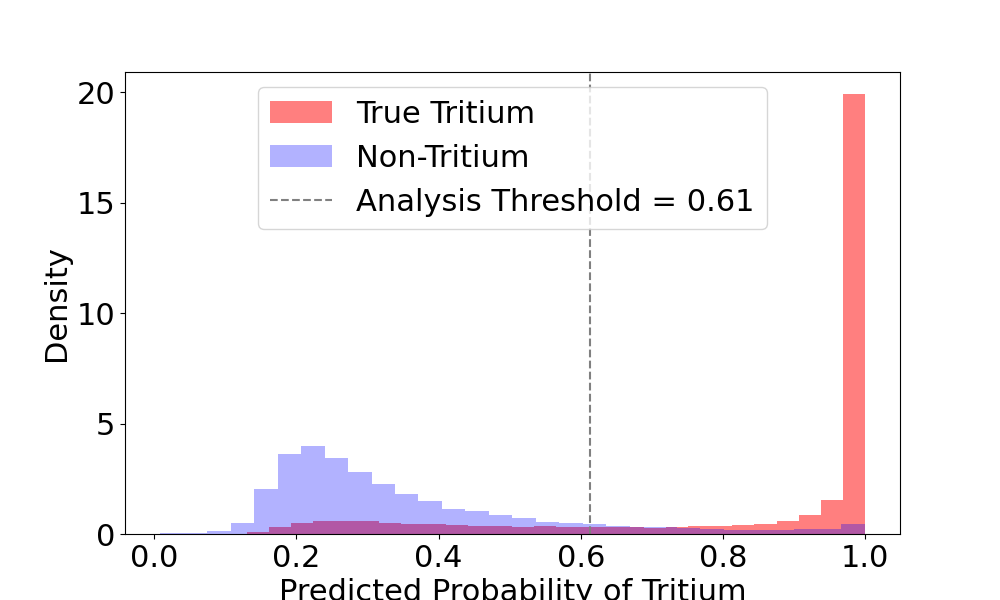 True Tritium
Non-Tritium
Analysis Threshold = 0.61
20
15
10
5
0
Density
0.0 0.2 0.4 0.6 0.8 1.0
Predicted Probability of Tritium